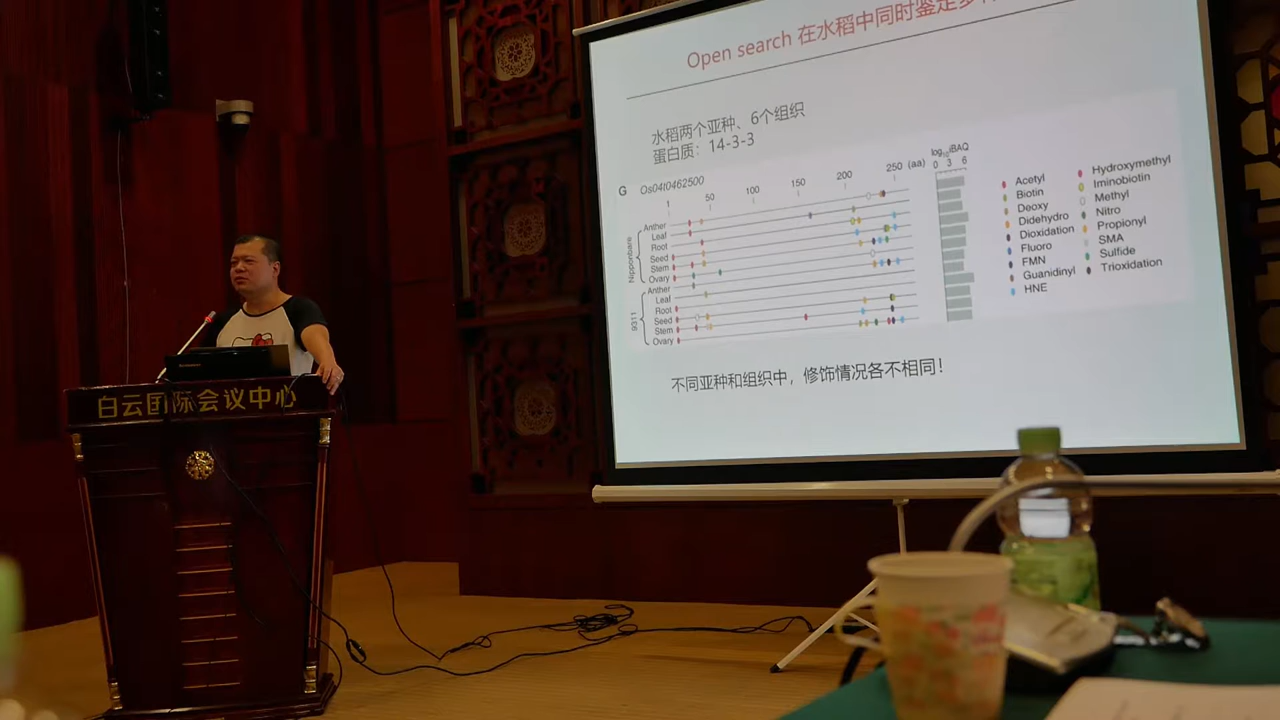 Open search 在水稻中同时鉴定多
水稻两个亚种、6个组织
蛋白质：14-3-3
G Os04t0462500
1 50 100 150 200 250 (aa)
log10 iBAQ
0 3 6
Nipponbare
Anther
Leaf
Root
Seed
Stem
Ovary
9311
Anther
Leaf
Root
Seed
Stem
Ovary
Acetyl
Biotin
Deoxy
Didehydro
Dioxidation
Fluoro
FMN
Guanidinyl
HNE
Hydroxymethyl
Iminobiotin
Methyl
Nitro
Propionyl
SMA
Sulfide
Trioxidation
不同亚种和组织中，修饰情况各不相同！
白云国际会议中心